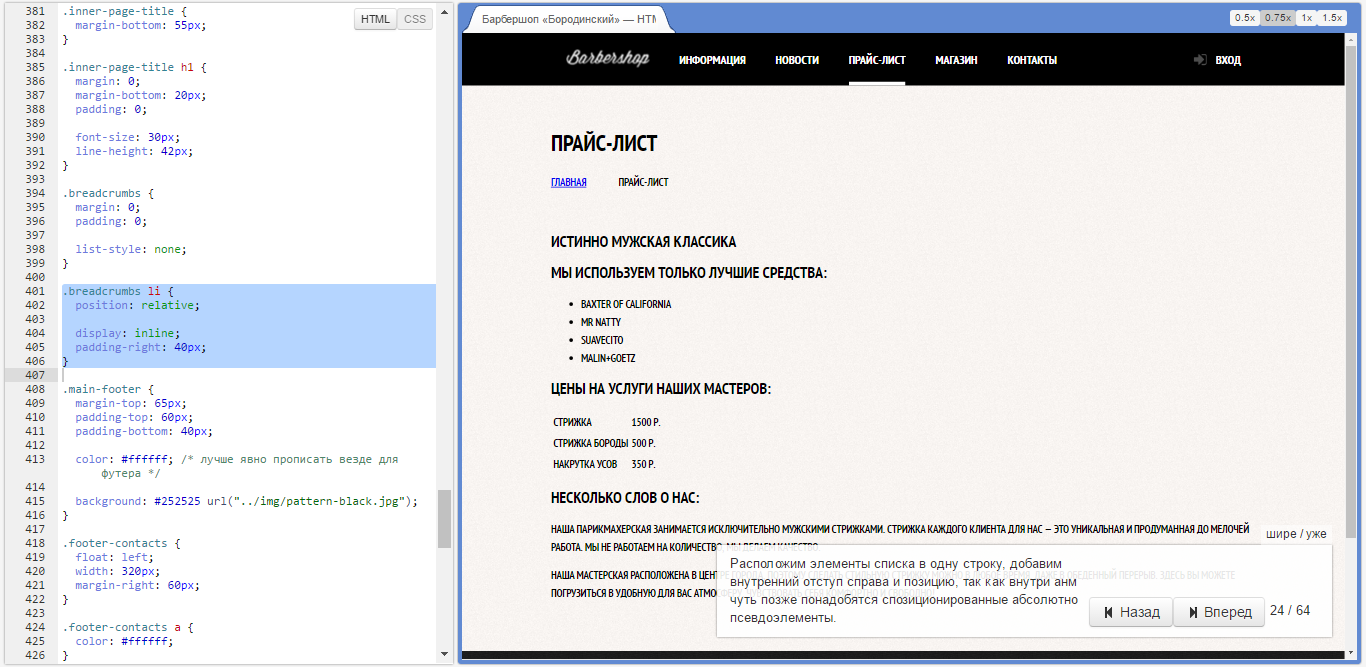 381 .inner-page-title {
382 margin-bottom: 55px;
383 }
384
385 .inner-page-title h1 {
386 margin: 0;
387 margin-bottom: 20px;
388 padding: 0;
389
390 font-size: 30px;
391 line-height: 42px;
392 }
393
394 .breadcrumbs {
395 margin: 0;
396 padding: 0;
397
398 list-style: none;
399 }
400
401 .breadcrumbs li {
402 position: relative;
403
404 display: inline;
405 padding-right: 40px;
406 }
407
408 .main-footer {
409 margin-top: 65px;
410 padding-top: 60px;
411 padding-bottom: 40px;
412
413 color: #ffffff; /* лучше явно прописать везде для
футера */
414
415 background: #252525 url("../img/pattern-black.jpg");
416 }
417
418 .footer-contacts {
419 float: left;
420 width: 320px;
421 margin-right: 60px;
422 }
423
424 .footer-contacts a {
425 color: #ffffff;
426 }
HTML CSS
Барбершоп «Бородинский» — HTM
0.5x 0.75x 1x 1.5x
Barbershop ИНФОРМАЦИЯ НОВОСТИ ПРАЙС-ЛИСТ МАГАЗИН КОНТАКТЫ ВХОД
ПРАЙС-ЛИСТ
ГЛАВНАЯ ПРАЙС-ЛИСТ
ИСТИННО МУЖСКАЯ КЛАССИКА
МЫ ИСПОЛЬЗУЕМ ТОЛЬКО ЛУЧШИЕ СРЕДСТВА:
• BAXTER OF CALIFORNIA
• MR NATTY
• SUAVECITO
• MALIN+GOETZ
ЦЕНЫ НА УСЛУГИ НАШИХ МАСТЕРОВ:
СТРИЖКА 1500 Р.
СТРИЖКА БОРОДЫ 500 Р.
НАКРУТКА УСОВ 350 Р.
НЕСКОЛЬКО СЛОВ О НАС:
НАША ПАРИКМАХЕРСКАЯ ЗАНИМАЕТСЯ ИСКЛЮЧИТЕЛЬНО МУЖСКИМИ СТРИЖКАМИ. СТРИЖКА КАЖДОГО КЛИЕНТА ДЛЯ НАС — ЭТО УНИКАЛЬНАЯ И ПРОДУМАННАЯ ДО МЕЛОЧЕЙ
РАБОТА. МЫ НЕ РАБОТАЕМ НА КОЛИЧЕСТВО, МЫ ДЕЛАЕМ КАЧЕСТВО.
НАША МАСТЕРСКАЯ РАСПОЛОЖЕНА В ЦЕНТРЕ ОБЕДЕННЫЙ ПЕРЕРЫВ. ЗДЕСЬ ВЫ МОЖЕТЕ
ПОГРУЗИТЬСЯ В УДОБНУЮ ДЛЯ ВАС
шире / уже
Расположим элементы списка в одну строку, добавим
внутренний отступ справа и позицию, так как внутри анм
чуть позже понадобятся спозиционированные абсолютно
псевдоэлементы.
Назад Вперед 24 / 64